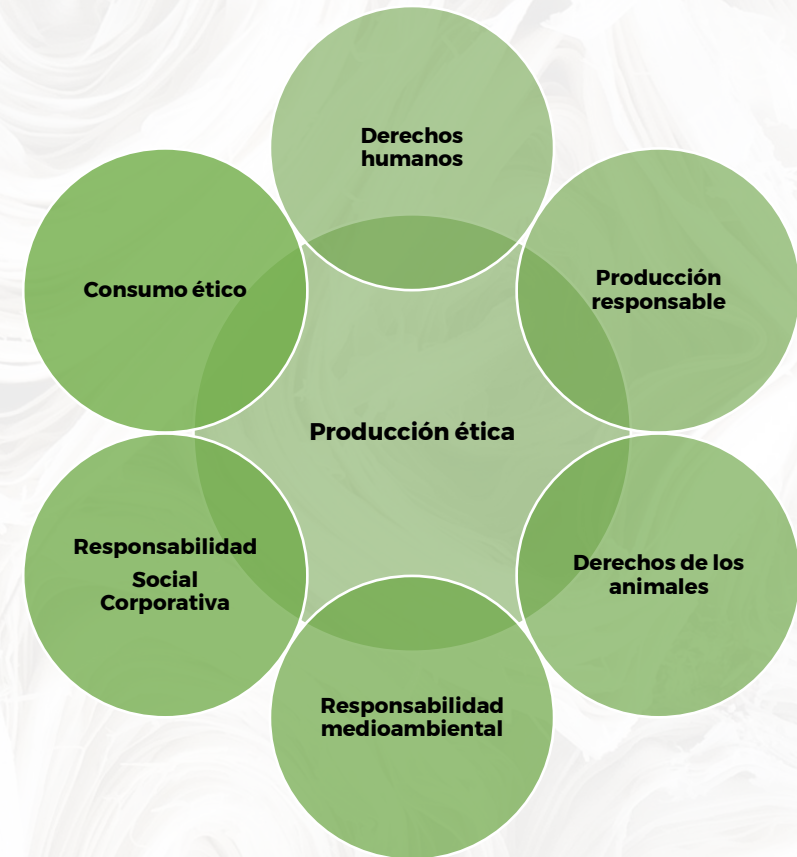 Derechos
humanos
Consumo ético
Producción
responsable
Producción ética
Responsabilidad
Social
Corporativa
Derechos de los
animales
Responsabilidad
medioambiental